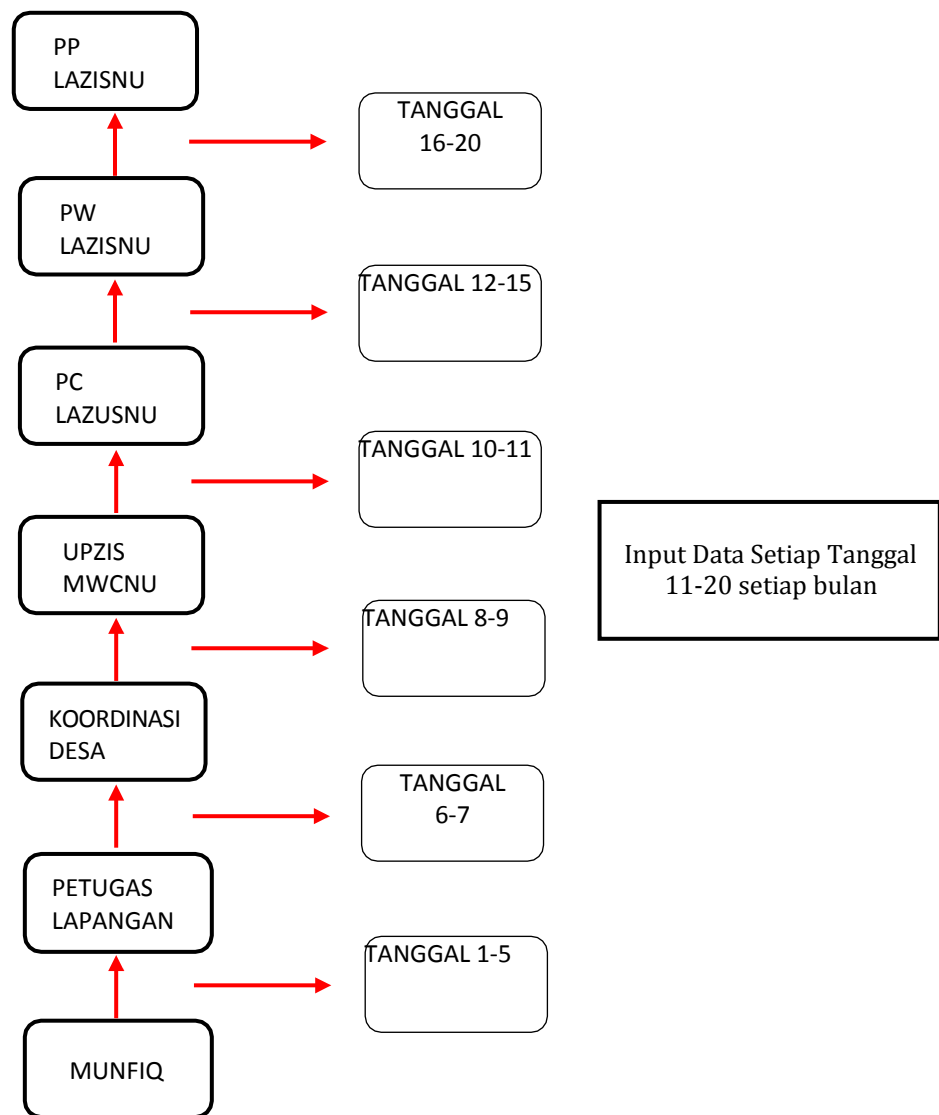 PP
LAZISNU
TANGGAL
16-20
PW
LAZISNU
TANGGAL 12-15
PC
LAZUSNU
TANGGAL 10-11
UPZIS
MWCNU
Input Data Setiap Tanggal
11-20 setiap bulan
TANGGAL 8-9
KOORDINASI
DESA
TANGGAL
6-7
PETUGAS
LAPANGAN
TANGGAL 1-5
MUNFIQ